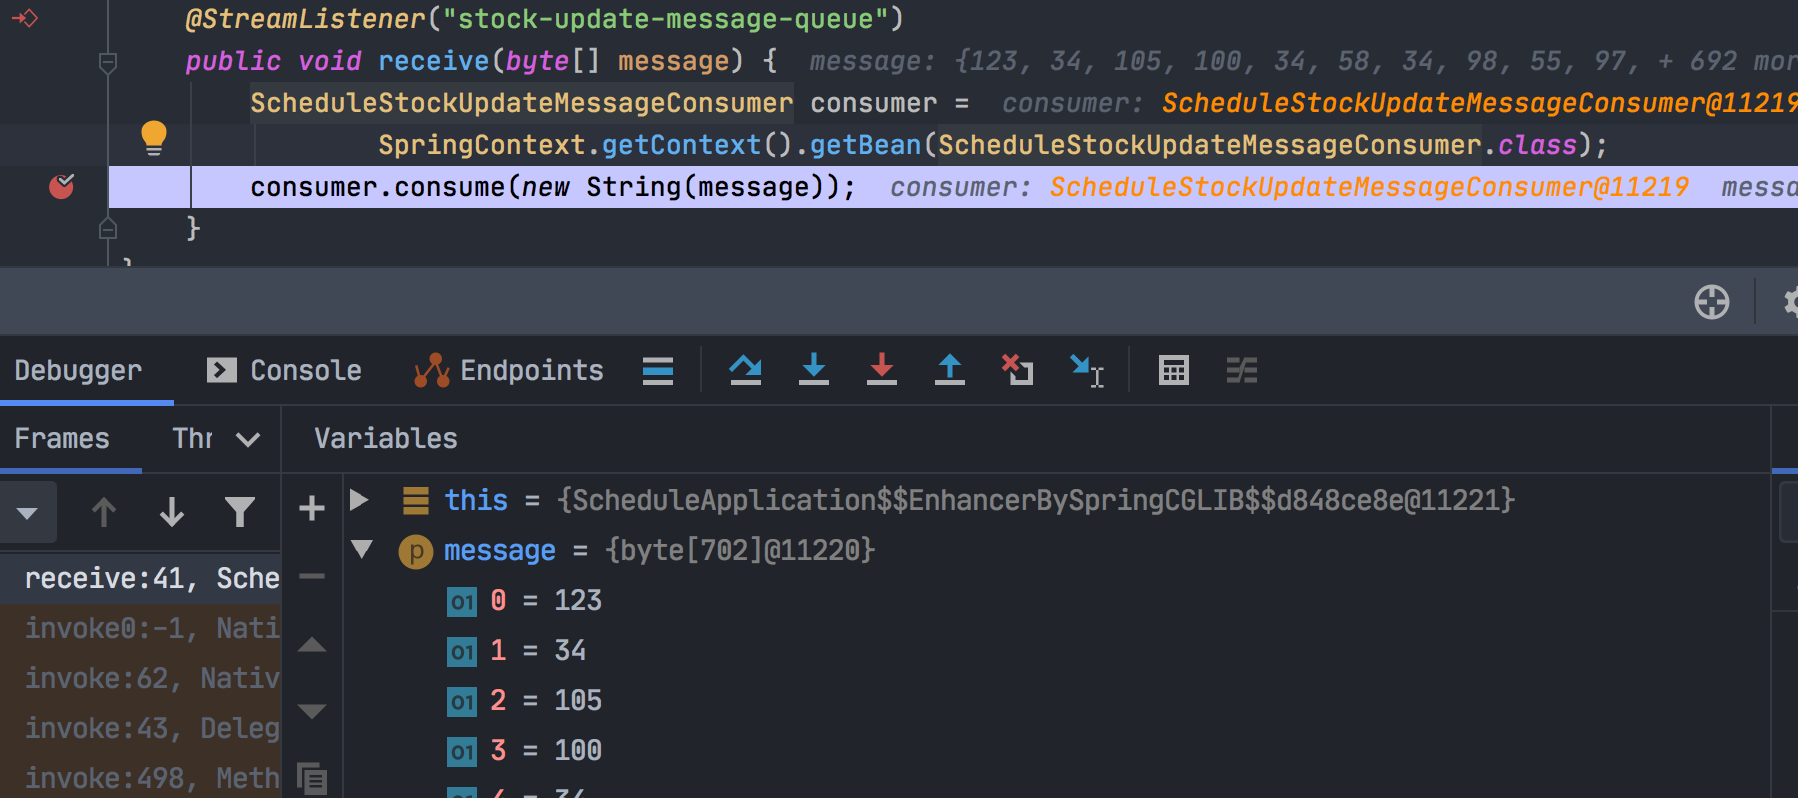 @StreamListener("stock-update-message-queue")
public void receive(byte[] message) {  message: {123, 34, 105, 100, 34, 58, 34, 98, 55, 97, + 692 mor
ScheduleStockUpdateMessageConsumer consumer =  consumer: ScheduleStockUpdateMessageConsumer@11219
SpringContext.getContext().getBean(ScheduleStockUpdateMessageConsumer.class);
consumer.consume(new String(message));  consumer: ScheduleStockUpdateMessageConsumer@11219  messa
}
Debugger Console Endpoints
Frames Thr Variables
this = {ScheduleApplication$$EnhancerBySpringCGLIB$$d848ce8e@11221}
message = {byte[702]@11220}
receive:41, Sche
01 0 = 123
invoke0:-1, Nati
01 1 = 34
invoke:62, Nativ
01 2 = 105
invoke:43, Deleg
01 3 = 100
invoke:498, Meth